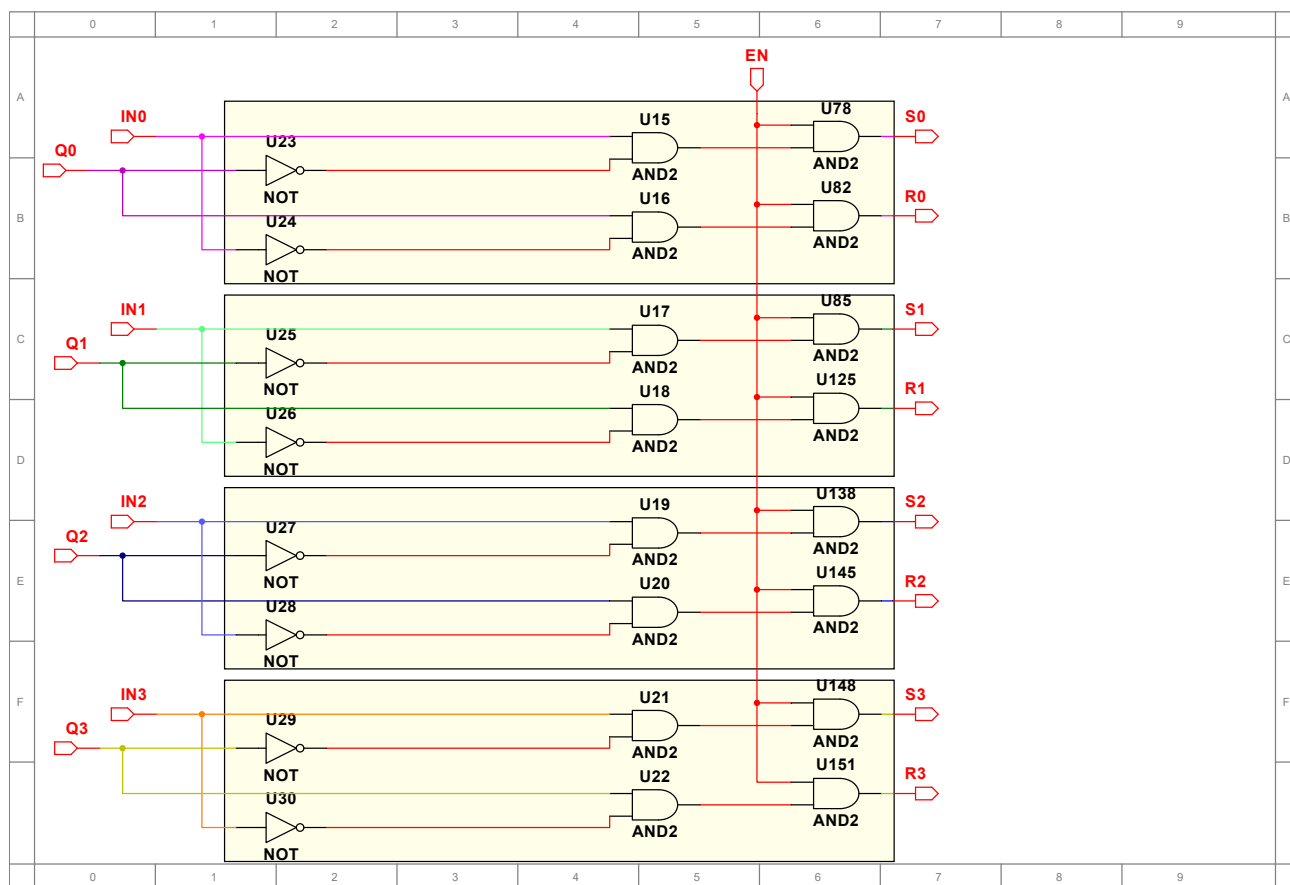 0 1 2 3 4 5 6 7 8 9
EN
A A
IN0 U15 U78 S0
Q0 U23 AND2 AND2
NOT U16 U82 R0
B B
U24 AND2 AND2
NOT
IN1 U17 U85 S1
C C
Q1 U25 AND2 AND2
NOT U18 U125 R1
U26 AND2 AND2
D D
NOT
IN2 U19 U138 S2
Q2 U27 AND2 AND2
E E
NOT U20 U145 R2
U28 AND2 AND2
NOT
IN3 U21 U148 S3
F F
Q3 U29 AND2 AND2
NOT U22 U151 R3
U30 AND2 AND2
NOT
0 1 2 3 4 5 6 7 8 9